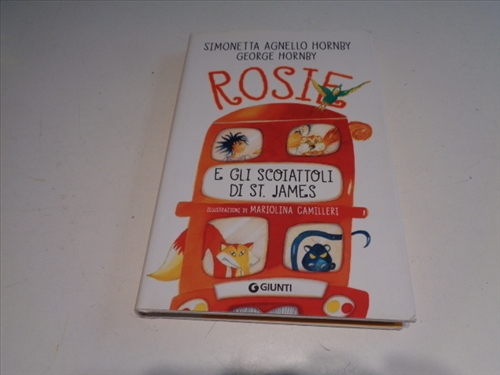 SIMONETTA AGNELLO HORNBY
GEORGE HORNBY
ROSIE
E GLI SCOIATTOLI
DI ST. JAMES
ILLUSTRAZIONI DI MARIOLINA CAMILLERI
GIUNTI